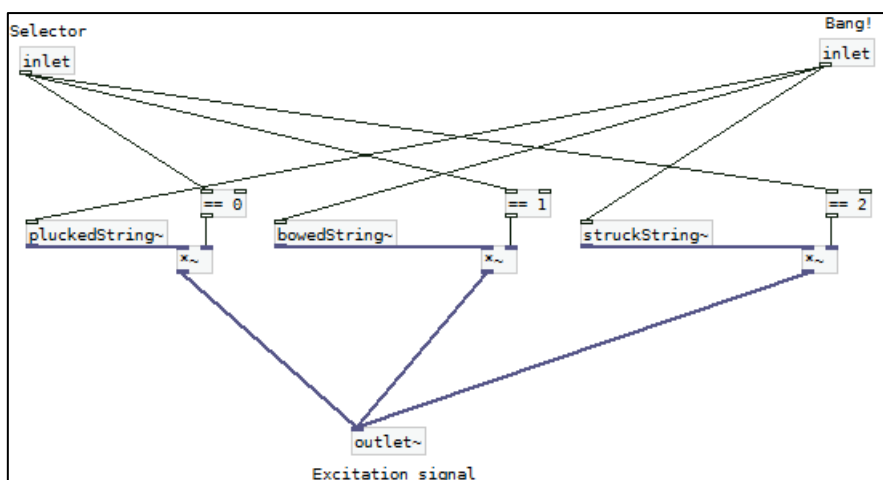 Selector
Bang!
inlet
inlet
== 0
== 1
== 2
pluckedString~
bowedString~
struckString~
*~
*~
*~
outlet~
Excitation signal